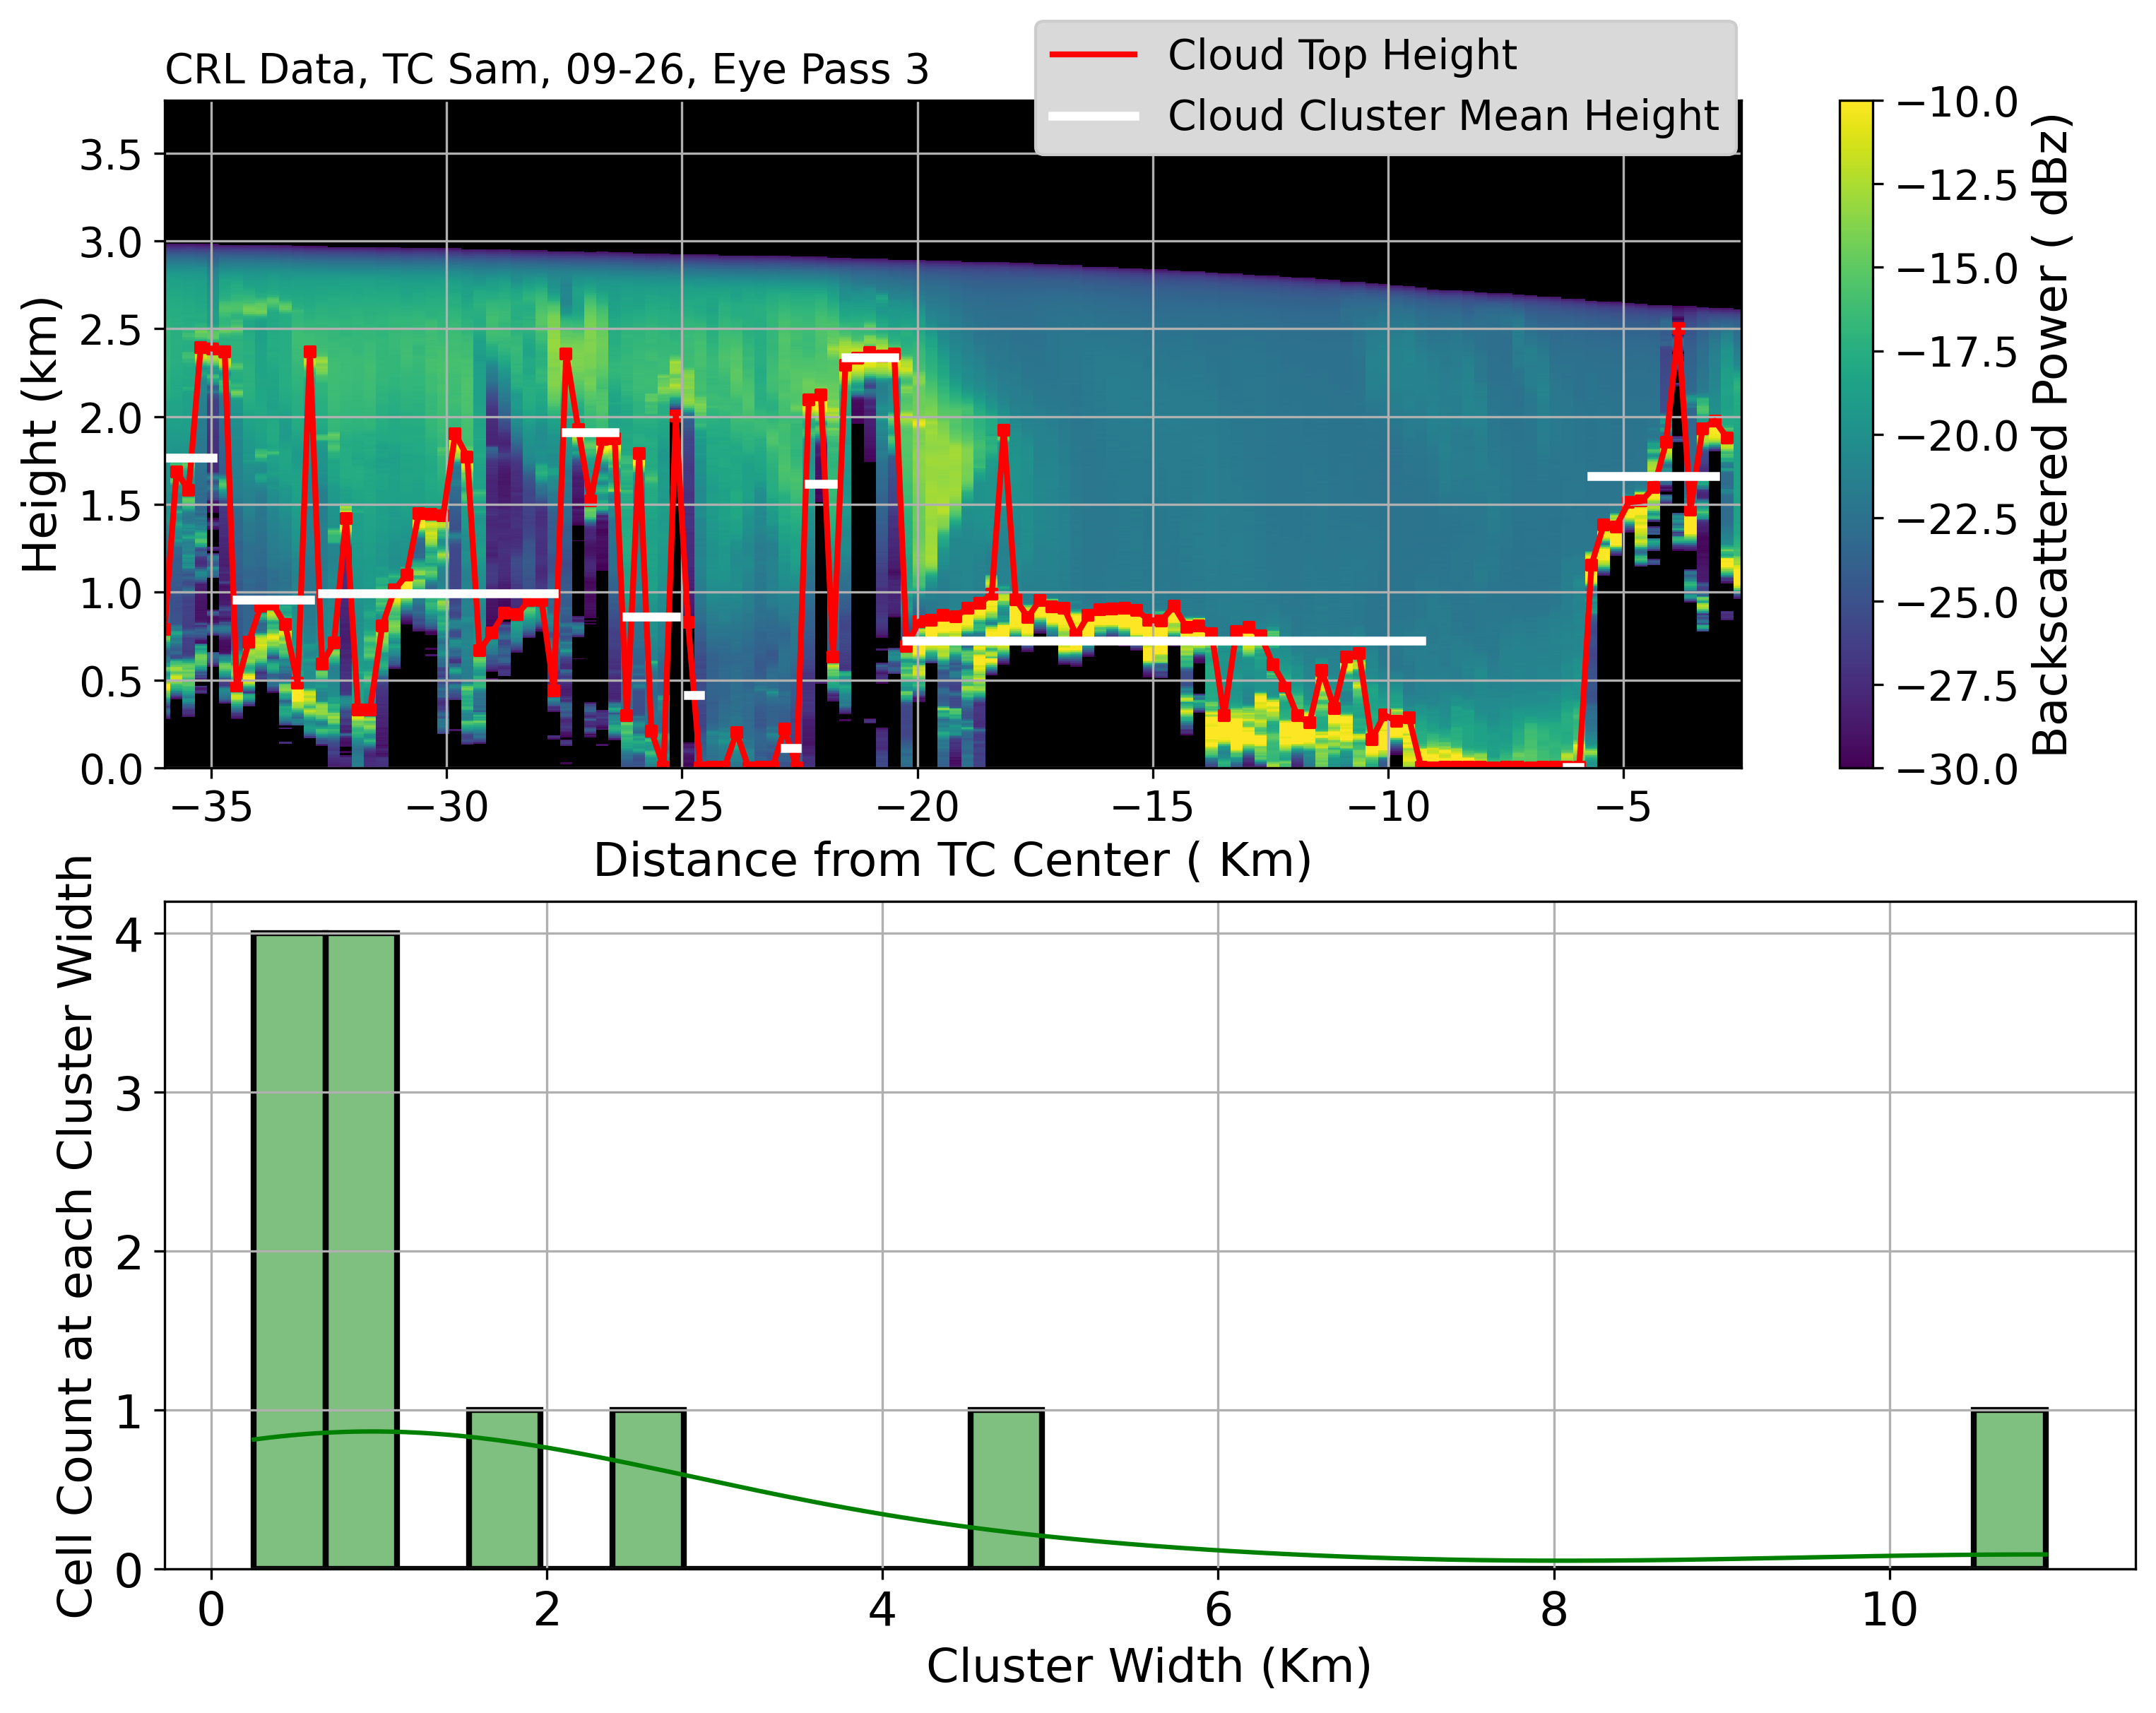 CRL Data, TC Sam, 09-26, Eye Pass 3
Cloud Top Height
Cloud Cluster Mean Height
Height (km)
3.5
3.0
2.5
2.0
1.5
1.0
0.5
0.0
−35 −30 −25 −20 −15 −10 −5
Distance from TC Center ( Km)
−10.0
−12.5
−15.0
−17.5
−20.0
−22.5
−25.0
−27.5
−30.0
Backscattered Power ( dBz)
Cell Count at each Cluster Width
4
3
2
1
0
0 2 4 6 8 10
Cluster Width (Km)